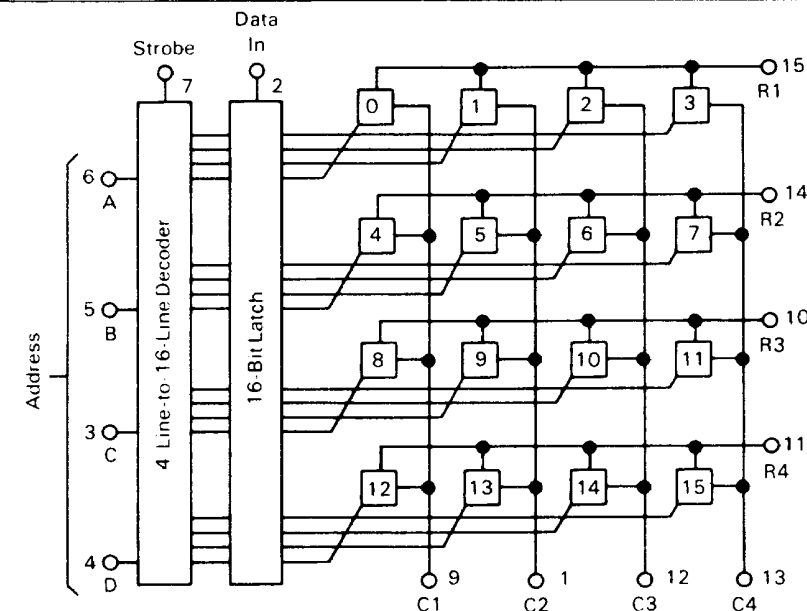 Data
In
Strobe
7
2
15
R1
0
1
2
3
6
A
14
R2
4
5
6
7
5
B
10
R3
8
9
10
11
3
C
11
R4
12
13
14
15
4
D
Address
4 Line-to-16-Line Decoder
16-Bit Latch
9
1
12
13
C1
C2
C3
C4